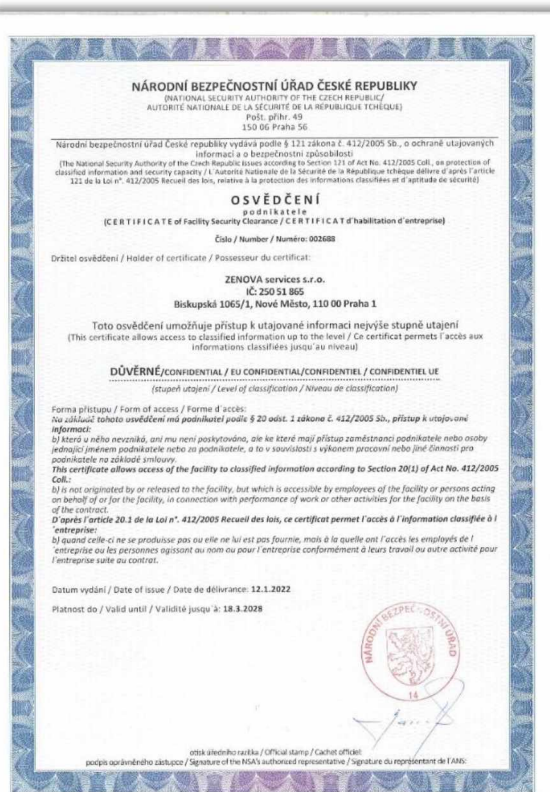 NÁRODNÍ BEZPEČNOSTNÍ ÚŘAD ČESKÉ REPUBLIKY
(NATIONAL SECURITY AUTHORITY OF THE CZECH REPUBLIC/
AUTORITÉ NATIONALE DE LA SÉCURITÉ DE LA RÉPUBLIQUE TCHÈQUE)
Pošt. přihr. 49
150 06 Praha 56
Národní bezpečnostní úřad České republiky vydává podle § 121 zákona č. 412/2005 Sb., o ochraně utajovaných
informací a o bezpečnostní způsobilosti
(The National Security Authority of the Czech Republic issues according to Section 121 of Act No. 412/2005 Coll., on protection of
classified information and security capacity / L'Autorité Nationale de la Sécurité de la République tchèque délivre d'après l'article
121 de la Loi n°. 412/2005 Recueil des lois, relative à la protection des informations classifiées et d'aptitude de sécurité)
OSVĚDČENÍ
podnikatele
(CERTIFICATE of Facility Security Clearance / CERTIFICAT d'habilitation d'entreprise)
Číslo / Number / Numéro: 002688
Držitel osvědčení / Holder of certificate / Possesseur du certificat:
ZENOVA services s.r.o.
IČ: 250 51 865
Biskupská 1065/1, Nové Město, 110 00 Praha 1
Toto osvědčení umožňuje přístup k utajované informaci nejvýše stupně utajení
(This certificate allows access to classified information up to the level / Ce certificat permets l'accès aux
informations classifiées jusqu'au niveau)
DŮVĚRNÉ/CONFIDENTIAL / EU CONFIDENTIAL/CONFIDENTIEL / CONFIDENTIEL UE
(stupeň utajení / Level of classification / Niveau de classification)
Forma přístupu / Form of access / Forme d'accès:
Na základě tohoto osvědčení má podnikatel podle § 20 odst. 1 zákona č. 412/2005 Sb., přístup k utajované
informaci:
b) která u něho nevzniká, ani mu není poskytována, ale ke které mají přístup zaměstnanci podnikatele nebo osoby
jednající jménem podnikatele nebo za podnikatele, a to v souvislosti s výkonem pracovní nebo jiné činnosti pro
podnikatele na základě smlouvy.
This certificate allows access of the facility to classified information according to Section 20(1) of Act No. 412/2005
Coll.:
b) is not originated by or released to the facility, but which is accessible by employees of the facility or persons acting
on behalf of or for the facility, in connection with performance of work or other activities for the facility on the basis
of the contract.
D'après l'article 20.1 de la Loi n°. 412/2005 Recueil des lois, ce certificat permet l'accès à l'information classifiée à l
'entreprise:
b) quand celle-ci ne se produisse pas ou elle ne lui est pas fournie, mais à la quelle ont l'accès les employés de l
'entreprise ou les personnes agissant au nom ou pour l'entreprise conformément à leurs travail ou autre activité pour
l'entreprise suite au contrat.
Datum vydání / Date of issue / Date de délivrance: 12.1.2022
Platnost do / Valid until / Validité jusqu'à: 18.3.2028
NÁRODNÍ BEZPEČNOSTNÍ ÚŘAD
14
otisk úředního razítka / Official stamp / Cachet officiel:
podpis oprávněného zástupce / Signature of the NSA's authorized representative / Signature du représentant de l'ANS: